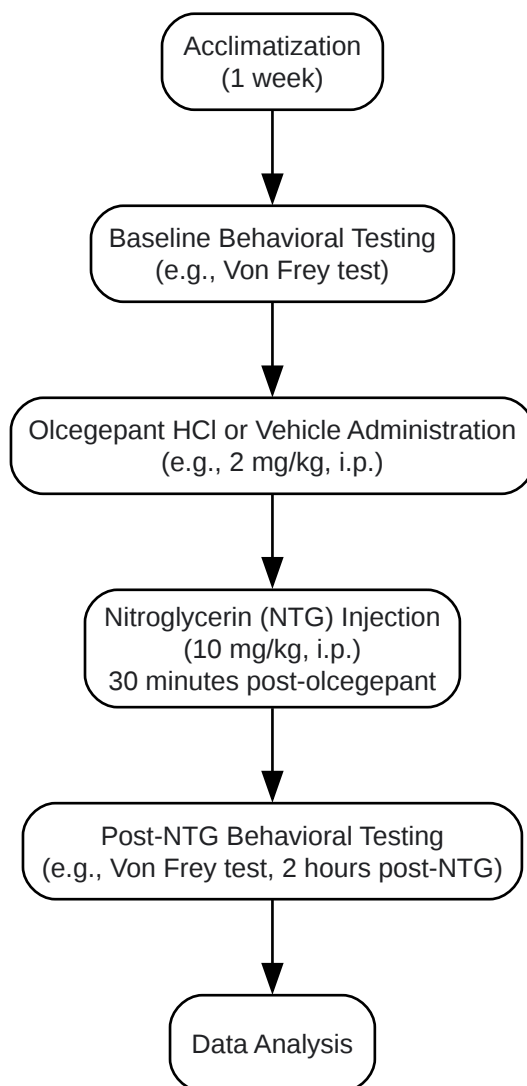 Acclimatization
(1 week)
Baseline Behavioral Testing
(e.g., Von Frey test)
Olcegepant HCl or Vehicle Administration
(e.g., 2 mg/kg, i.p.)
Nitroglycerin (NTG) Injection
(10 mg/kg, i.p.)
30 minutes post-olcegepant
Post-NTG Behavioral Testing
(e.g., Von Frey test, 2 hours post-NTG)
Data Analysis